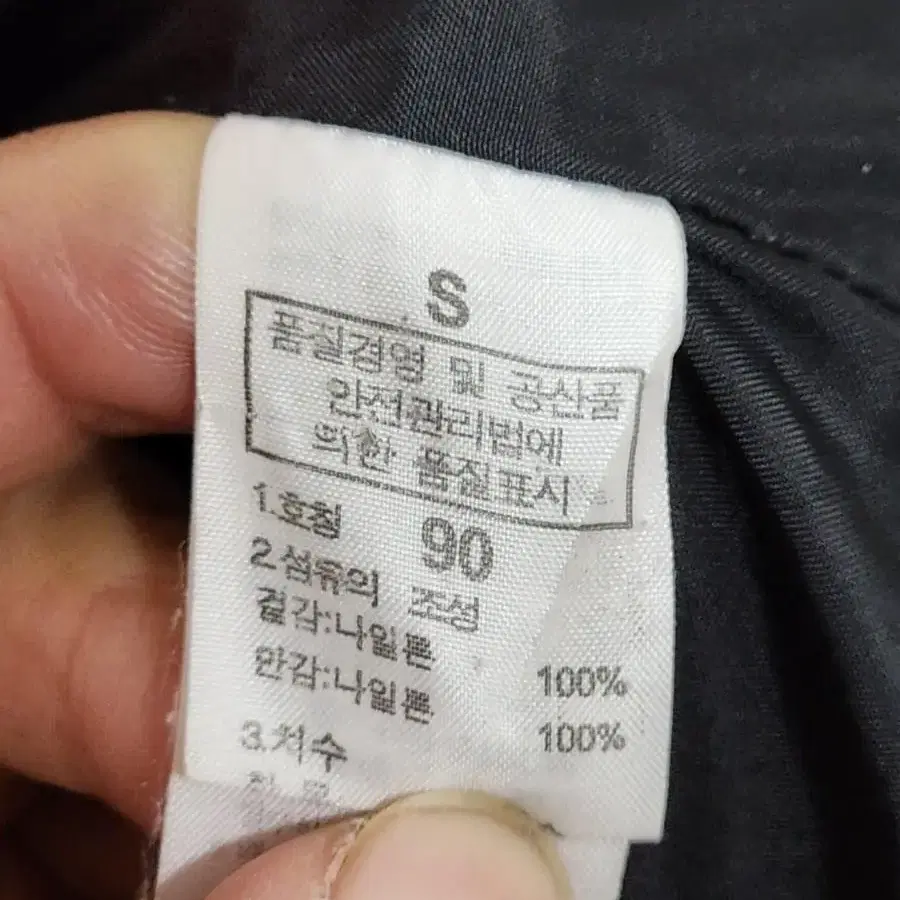 S
품질경영 및 공산품
안전관리법에
의한 품질표시
1.호칭 90
2.섬유의 조성
겉감:나일론 100%
안감:나일론 100%
3.치수